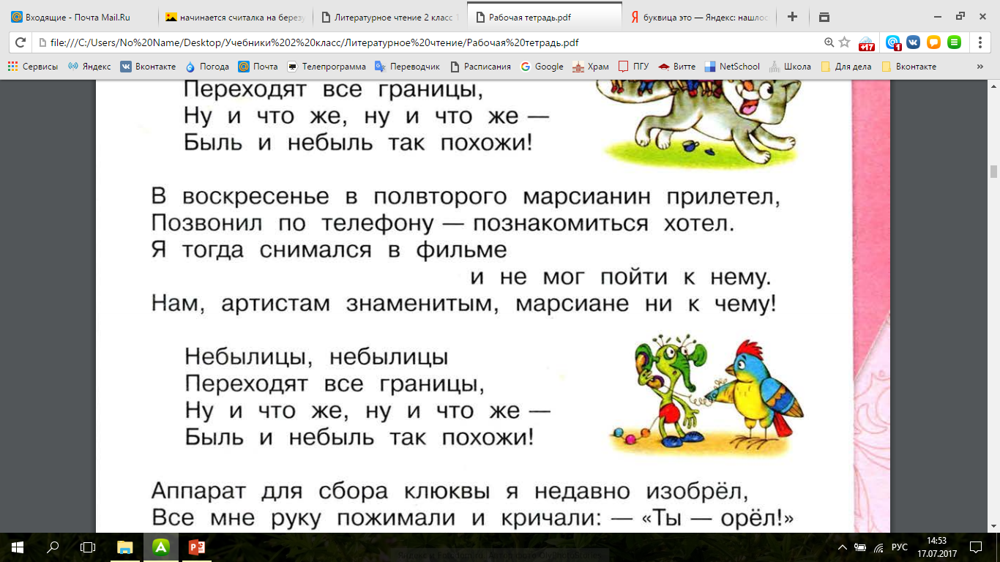 Входящие - Почта Mail.Ru
начинается считалка на березу
Литературное чтение 2 класс 1
Рабочая тетрадь.pdf
буквица это — Яндекс: нашлос
file:///C:/Users/No%20Name/Desktop/Учебники%202%20класс/Литературное%20чтение/Рабочая%20тетрадь.pdf
+17
1
Сервисы Яндекс Вконтакте Погода Почта Телепрограмма Переводчик Расписания Google Храм ПГУ Витте NetSchool Школа Для дела Вконтакте »
Переходят все границы,
Ну и что же, ну и что же —
Быль и небыль так похожи!
В воскресенье в полвторого марсианин прилетел,
Позвонил по телефону — познакомиться хотел.
Я тогда снимался в фильме
и не мог пойти к нему.
Нам, артистам знаменитым, марсиане ни к чему!
Небылицы, небылицы
Переходят все границы,
Ну и что же, ну и что же —
Быль и небыль так похожи!
Аппарат для сбора клюквы я недавно изобрёл,
Все мне руку пожимали и кричали: — «Ты — орёл!»
РУС
14:53
17.07.2017